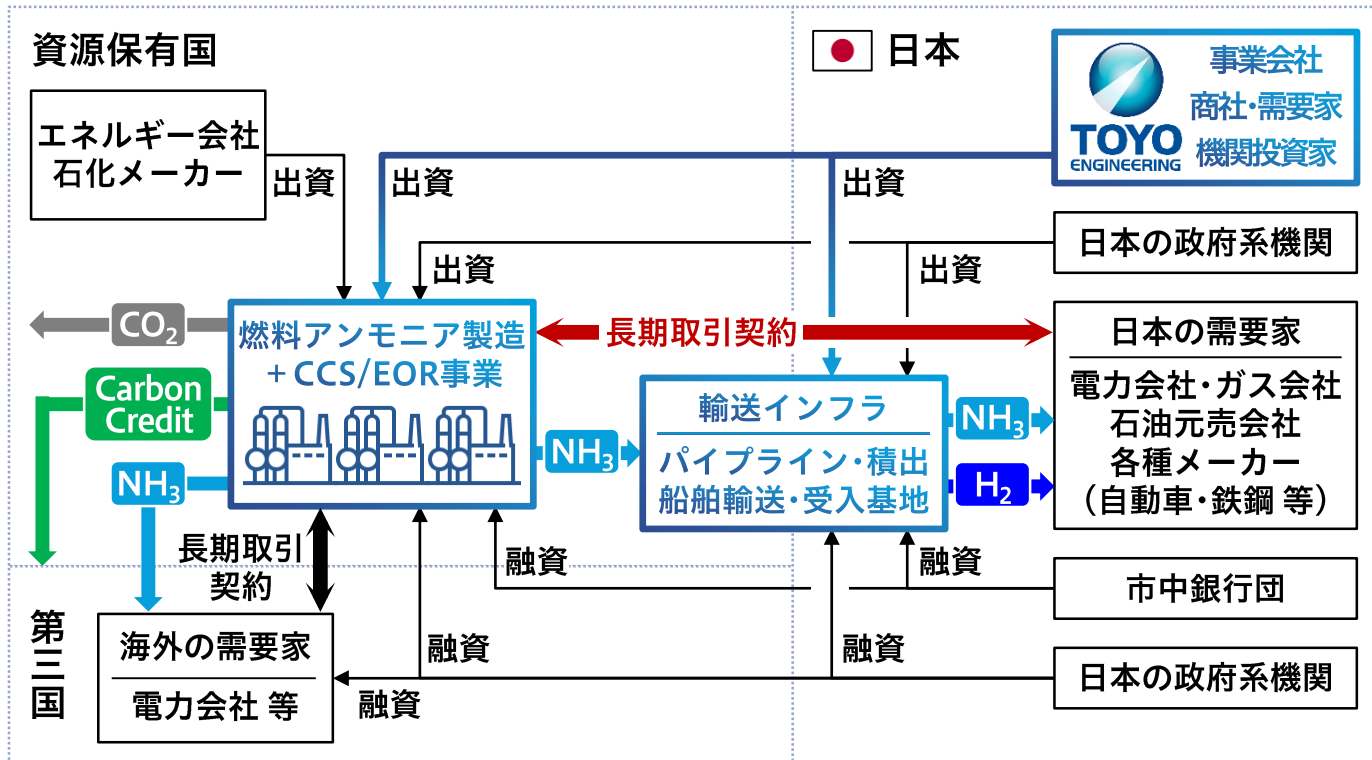 資源保有国
日本
エネルギー会社
石化メーカー
TOYO
ENGINEERING
事業会社
商社・需要家
機関投資家
出資
出資
出資
日本の政府系機関
出資
出資
CO₂
燃料アンモニア製造
+ CCS/EOR事業
長期取引契約
日本の需要家
電力会社・ガス会社
石油元売会社
各種メーカー
（自動車・鉄鋼 等）
Carbon
Credit
NH₃
NH₃
輸送インフラ
パイプライン・積出
船舶輸送・受入基地
NH₃
H₂
長期取引
契約
融資
融資
市中銀行団
第三国
海外の需要家
電力会社 等
融資
融資
融資
日本の政府系機関